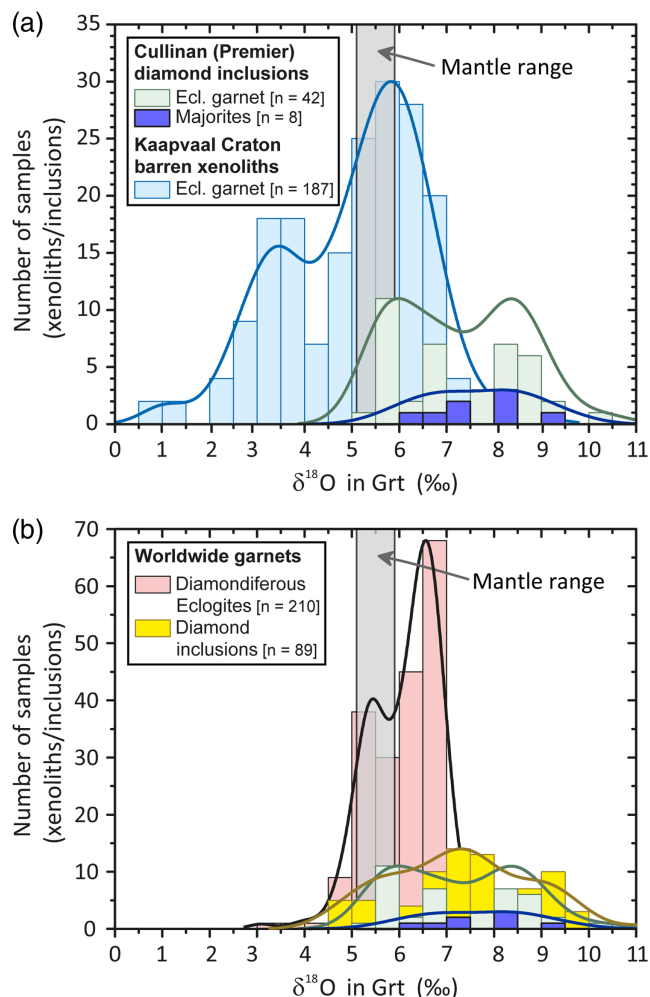 (a)
35
30
25
20
15
10
5
0
Number of samples
(xenoliths/inclusions)
Cullinan (Premier)
diamond inclusions
Ecl. garnet [n = 42]
Majorites [n = 8]
Kaapvaal Craton
barren xenoliths
Ecl. garnet [n = 187]
Mantle range
0 1 2 3 4 5 6 7 8 9 10 11
δ¹⁸O in Grt (‰)
(b)
70
60
50
40
30
20
10
0
Number of samples
(xenoliths/inclusions)
Worldwide garnets
Diamondiferous
Eclogites [n = 210]
Diamond
inclusions [n = 89]
Mantle range
0 1 2 3 4 5 6 7 8 9 10 11
δ¹⁸O in Grt (‰)